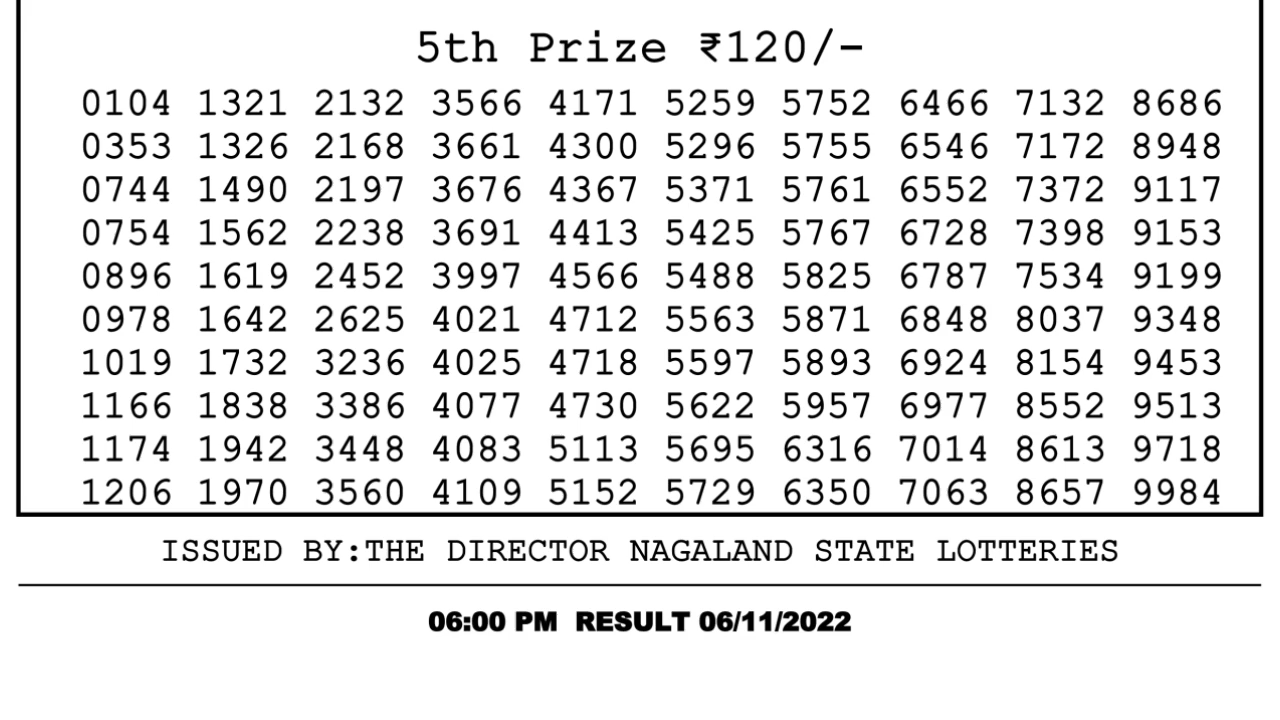 5th Prize ₹120/-
0104 1321 2132 3566 4171 5259 5752 6466 7132 8686
0353 1326 2168 3661 4300 5296 5755 6546 7172 8948
0744 1490 2197 3676 4367 5371 5761 6552 7372 9117
0754 1562 2238 3691 4413 5425 5767 6728 7398 9153
0896 1619 2452 3997 4566 5488 5825 6787 7534 9199
0978 1642 2625 4021 4712 5563 5871 6848 8037 9348
1019 1732 3236 4025 4718 5597 5893 6924 8154 9453
1166 1838 3386 4077 4730 5622 5957 6977 8552 9513
1174 1942 3448 4083 5113 5695 6316 7014 8613 9718
1206 1970 3560 4109 5152 5729 6350 7063 8657 9984
ISSUED BY:THE DIRECTOR NAGALAND STATE LOTTERIES
06:00 PM RESULT 06/11/2022